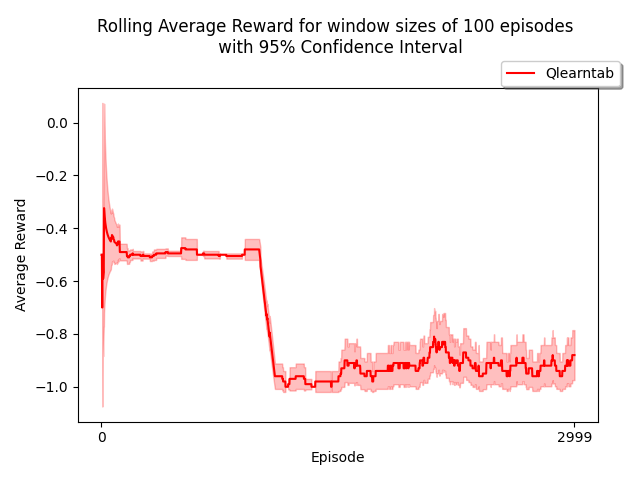 Rolling Average Reward for window sizes of 100 episodes
with 95% Confidence Interval
Qlearntab
0.0
−0.2
−0.4
−0.6
−0.8
−1.0
Average Reward
0
2999
Episode